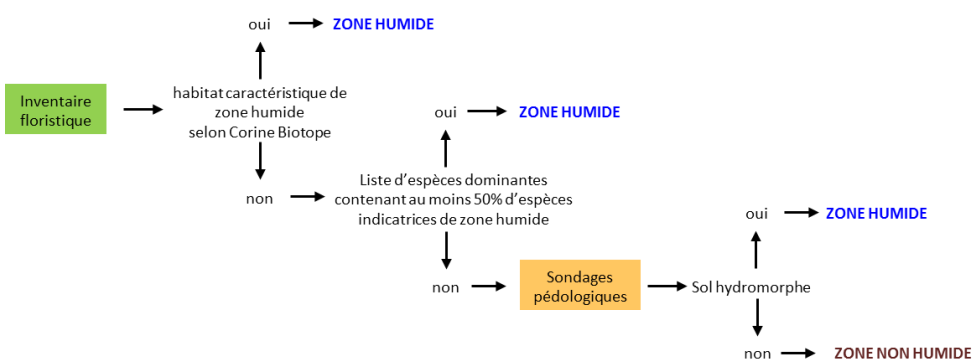 oui
ZONE HUMIDE
Inventaire
floristique
habitat caractéristique de
zone humide
selon Corine Biotope
oui
ZONE HUMIDE
non
Liste d'espèces dominantes
contenant au moins 50% d'espèces
indicatrices de zone humide
oui
ZONE HUMIDE
non
Sondages
pédologiques
Sol hydromorphe
non
ZONE NON HUMIDE